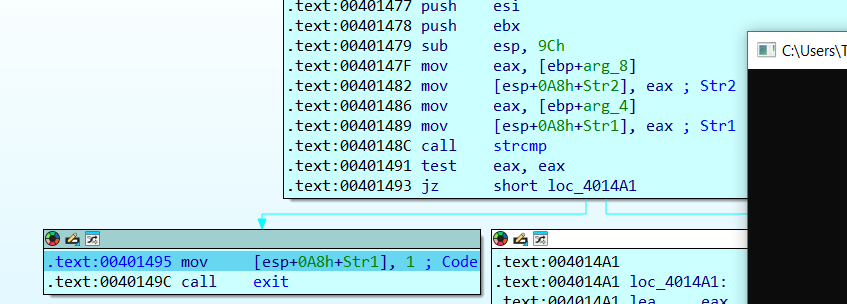 .text:00401477 push esi
.text:00401478 push ebx
.text:00401479 sub esp, 9Ch
.text:0040147F mov eax, [ebp+arg_8]
.text:00401482 mov [esp+0A8h+Str2], eax ; Str2
.text:00401486 mov eax, [ebp+arg_4]
.text:00401489 mov [esp+0A8h+Str1], eax ; Str1
.text:0040148C call strcmp
.text:00401491 test eax, eax
.text:00401493 jz short loc_4014A1
C:\Users\T
.text:00401495 mov [esp+0A8h+Str1], 1 ; Code
.text:0040149C call exit
.text:004014A1
.text:004014A1 loc_4014A1:
.text:004014A1 lea eax